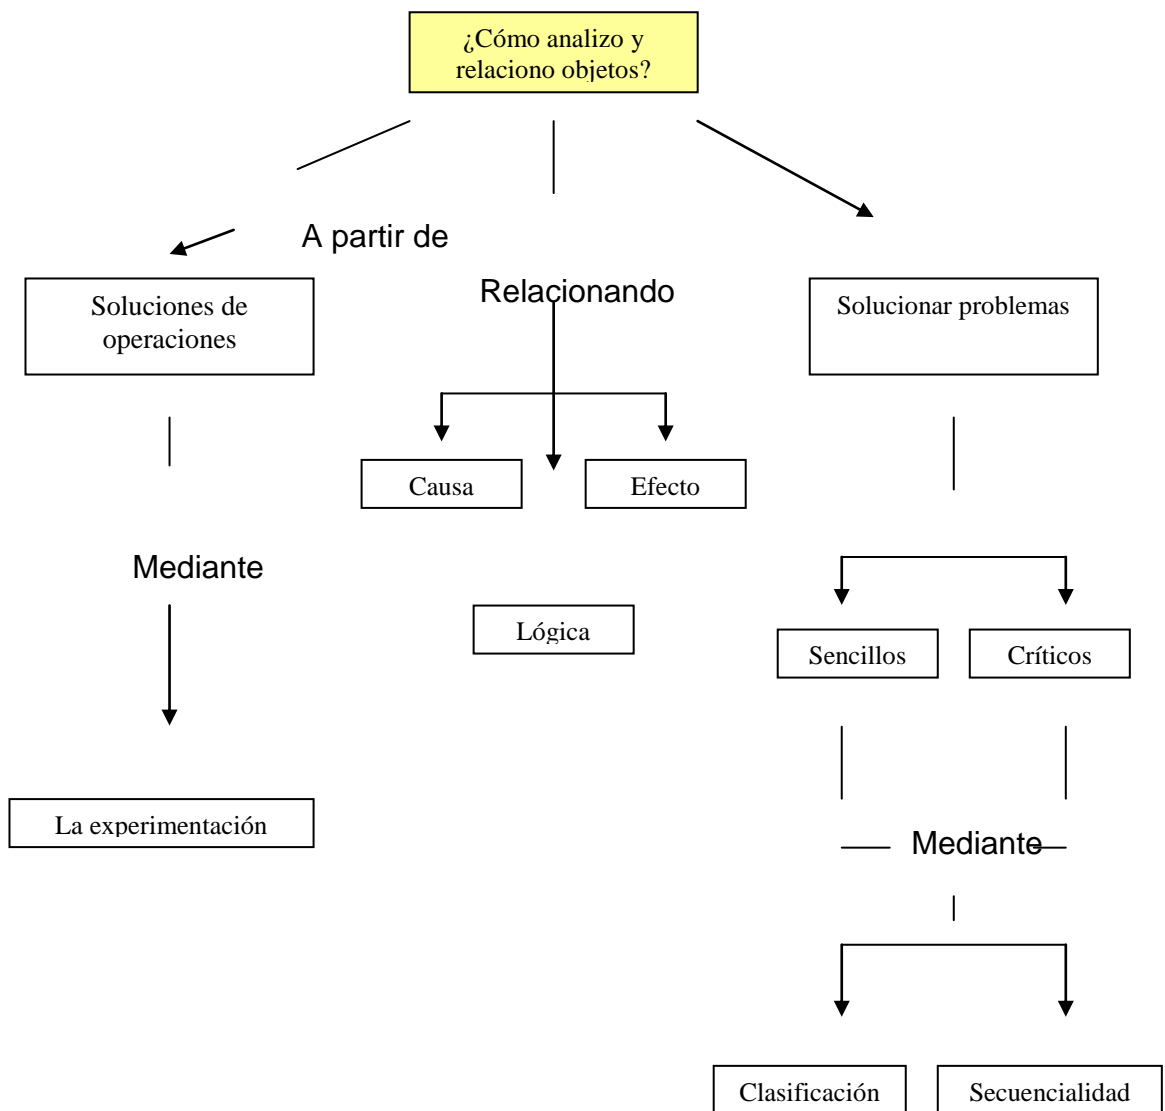 ¿Cómo analizo y
relaciono objetos?
A partir de
Relacionando
Soluciones de
operaciones
Solucionar problemas
Causa
Efecto
Mediante
Lógica
Sencillos
Críticos
La experimentación
Mediante
Clasificación
Secuencialidad